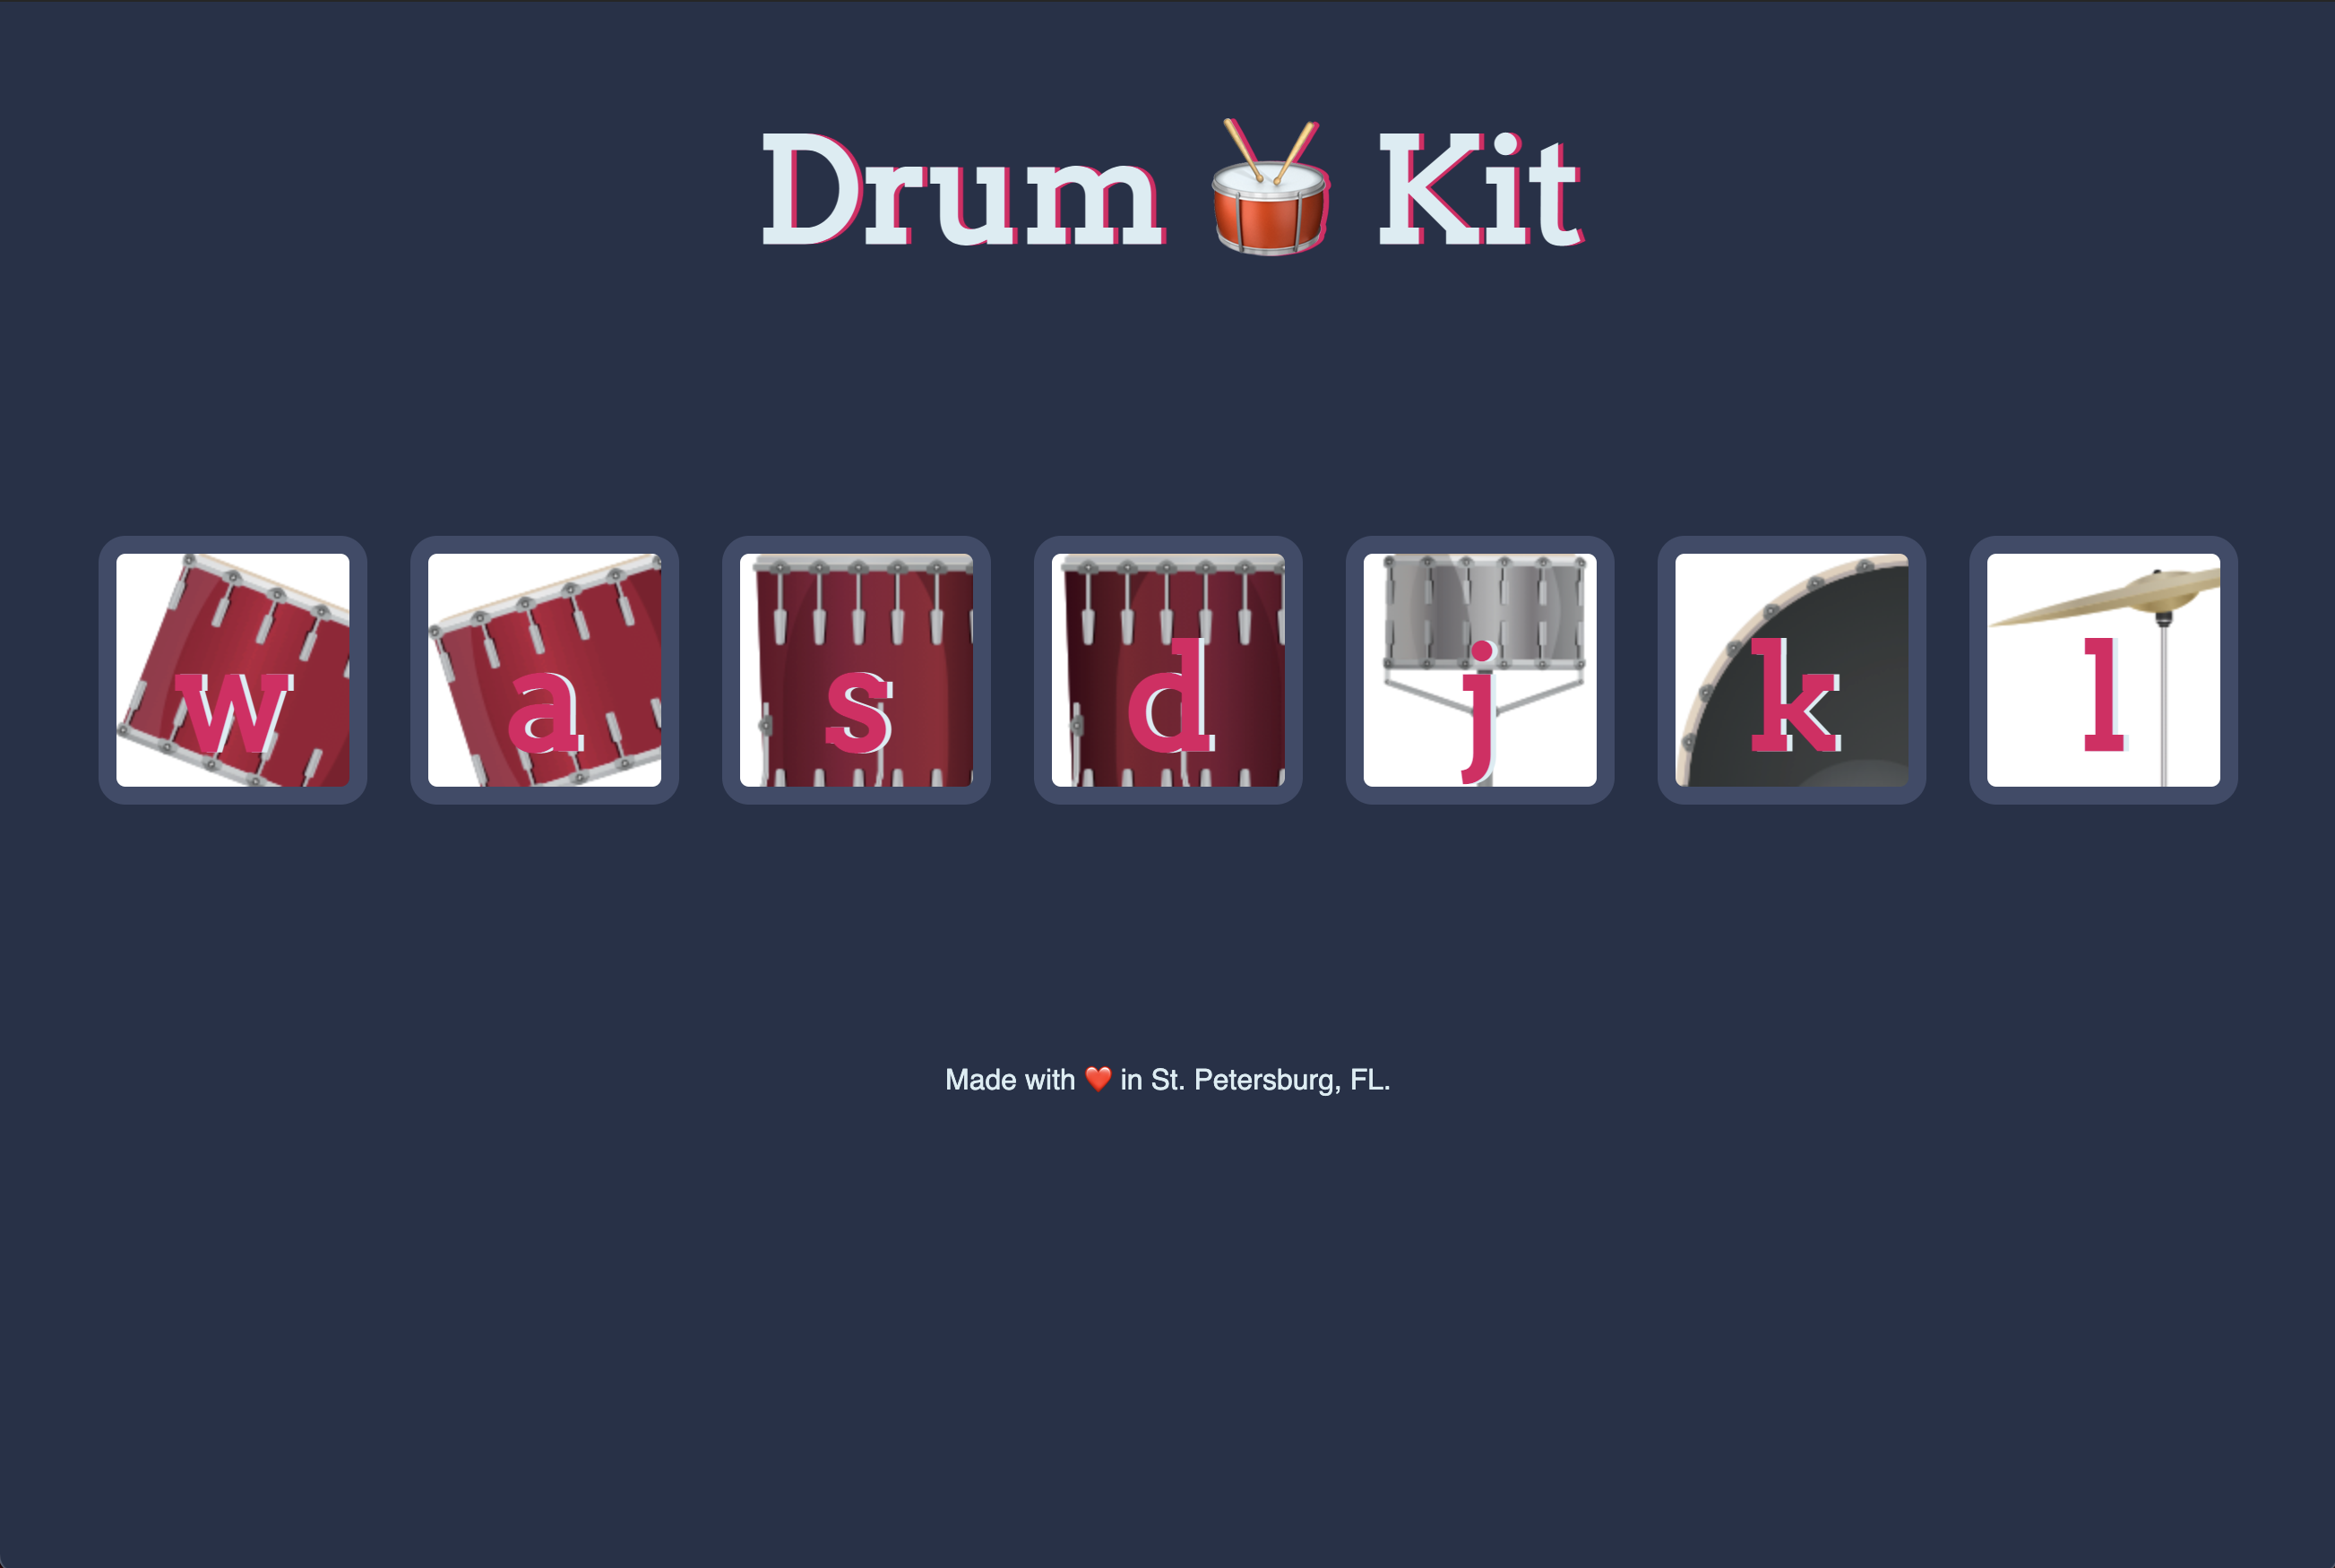 Drum 🥁 Kit
w a s d j k l
Made with ❤️ in St. Petersburg, FL.